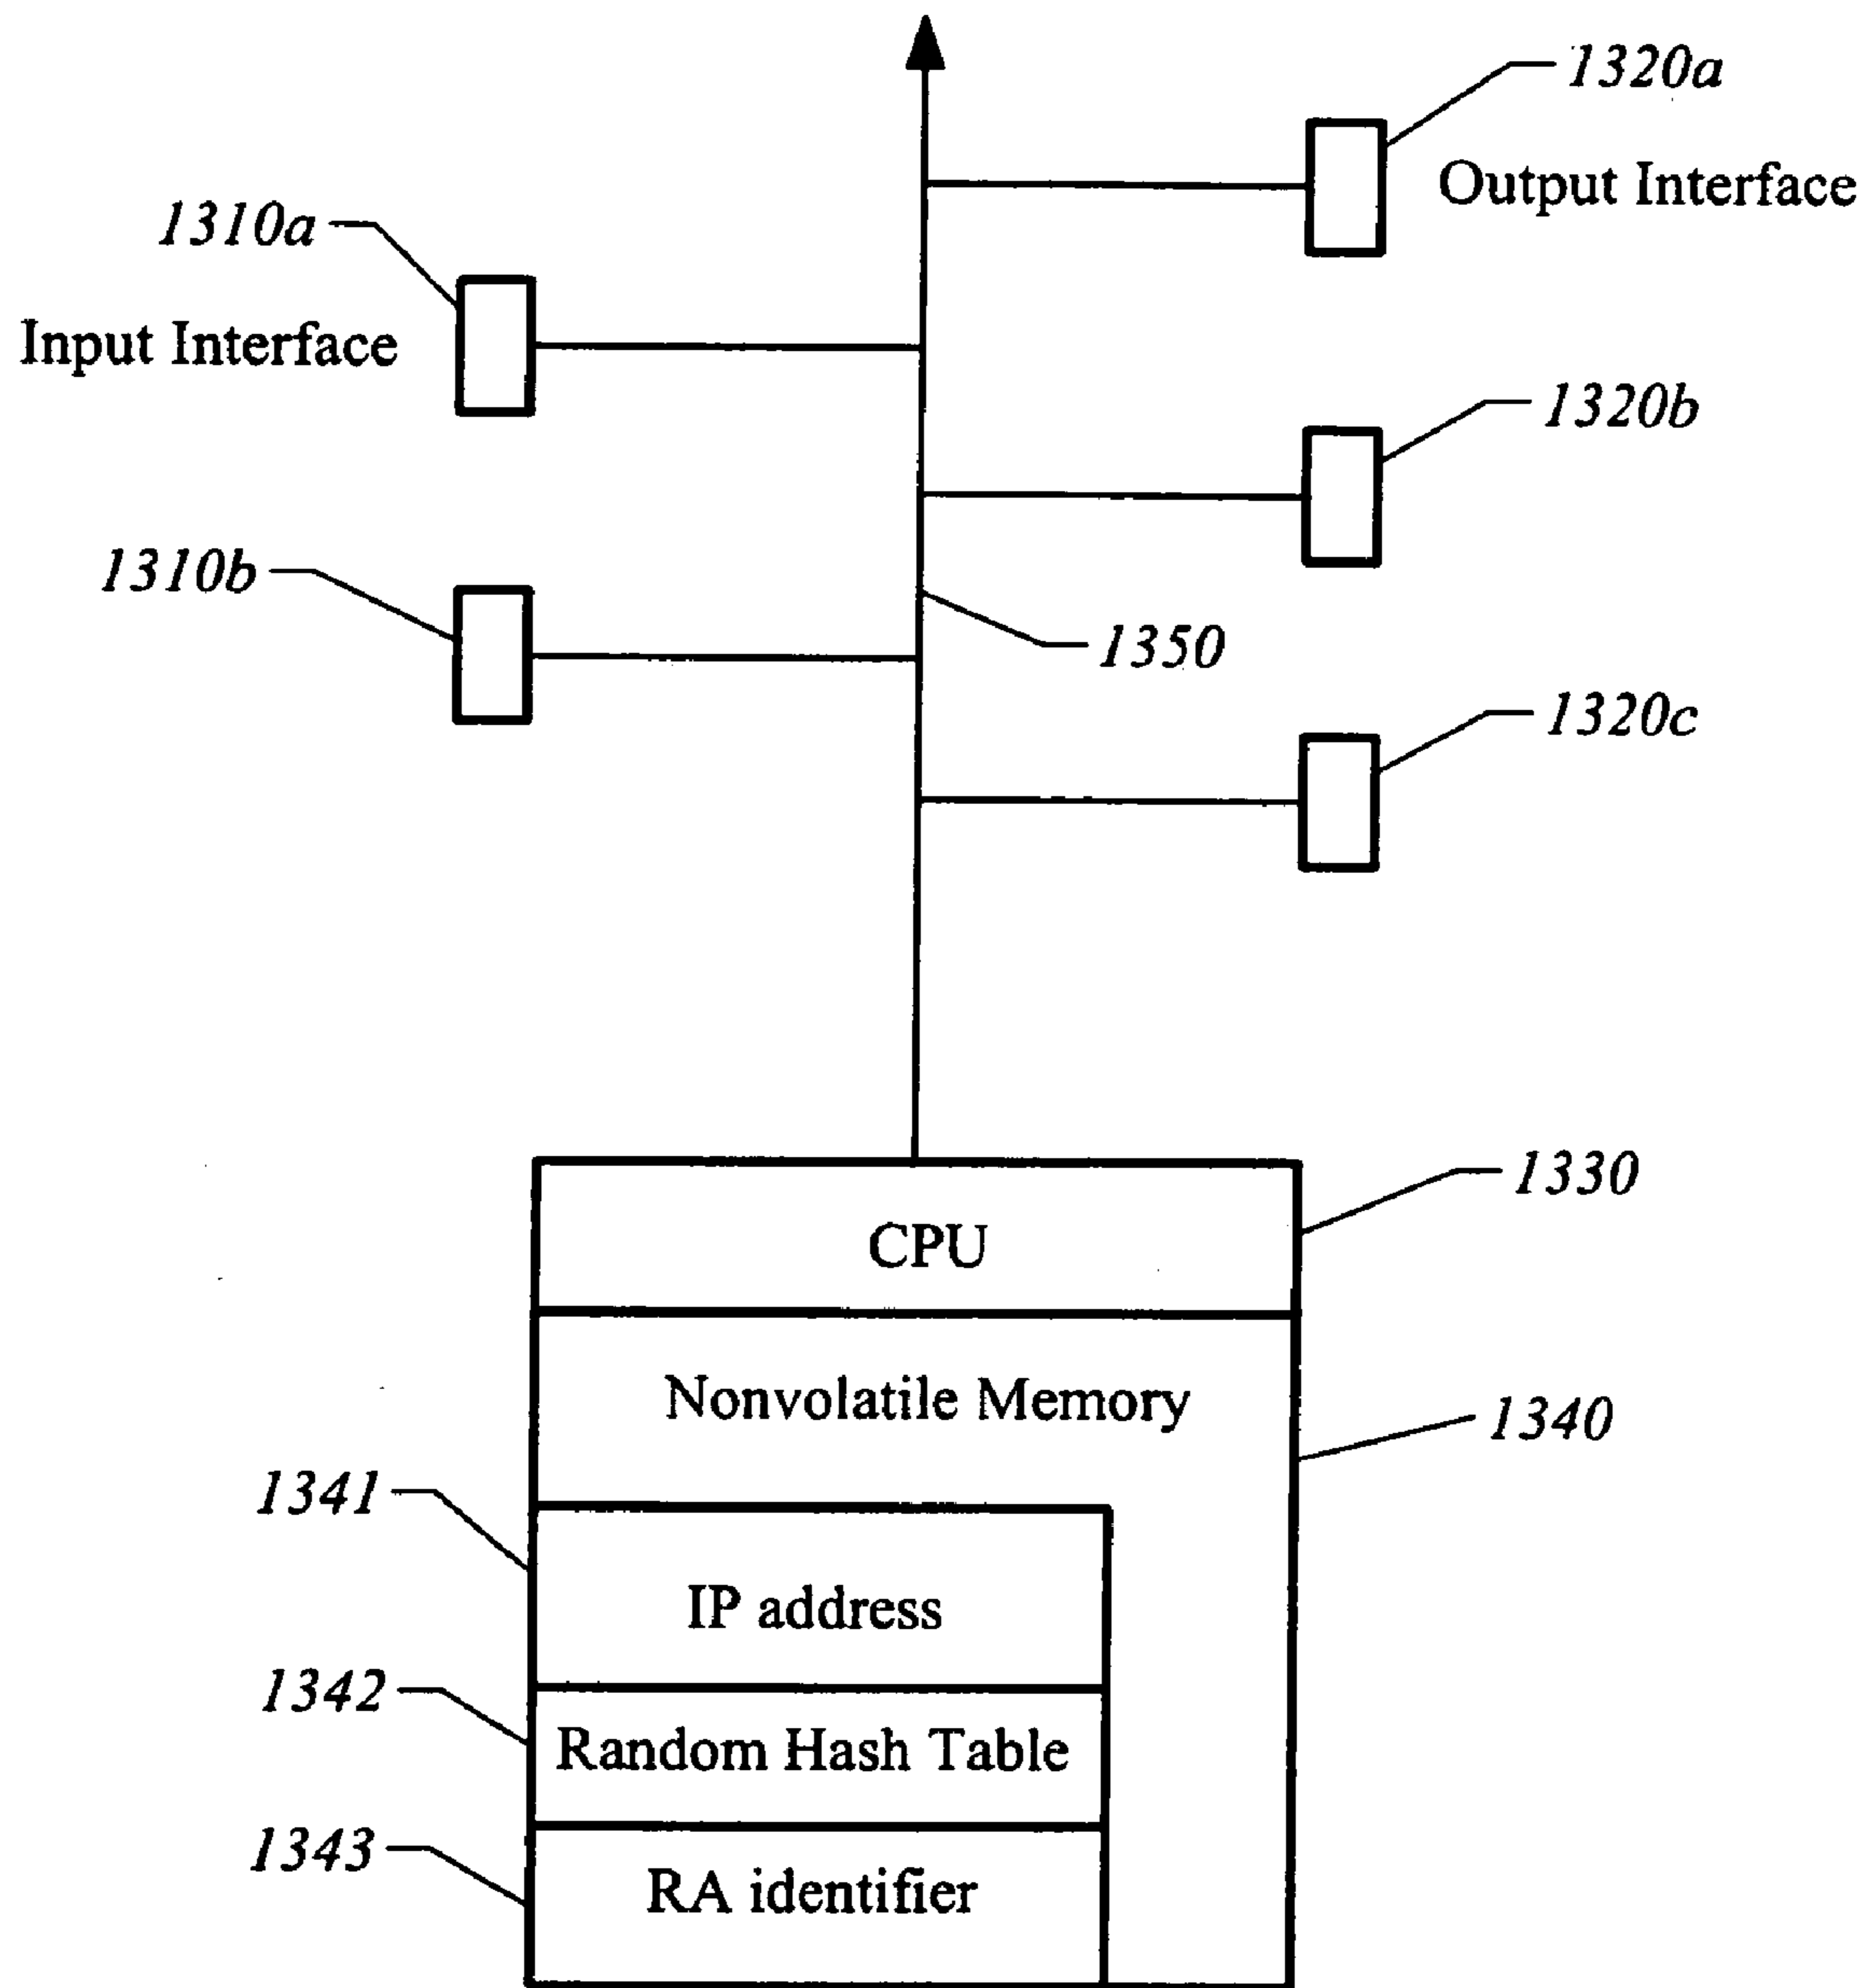 1320a
Output Interface
1310a
Input Interface
1320b
1310b
1350
1320c
1330
CPU
Nonvolatile Memory
1340
1341
IP address
1342
Random Hash Table
1343
RA identifier